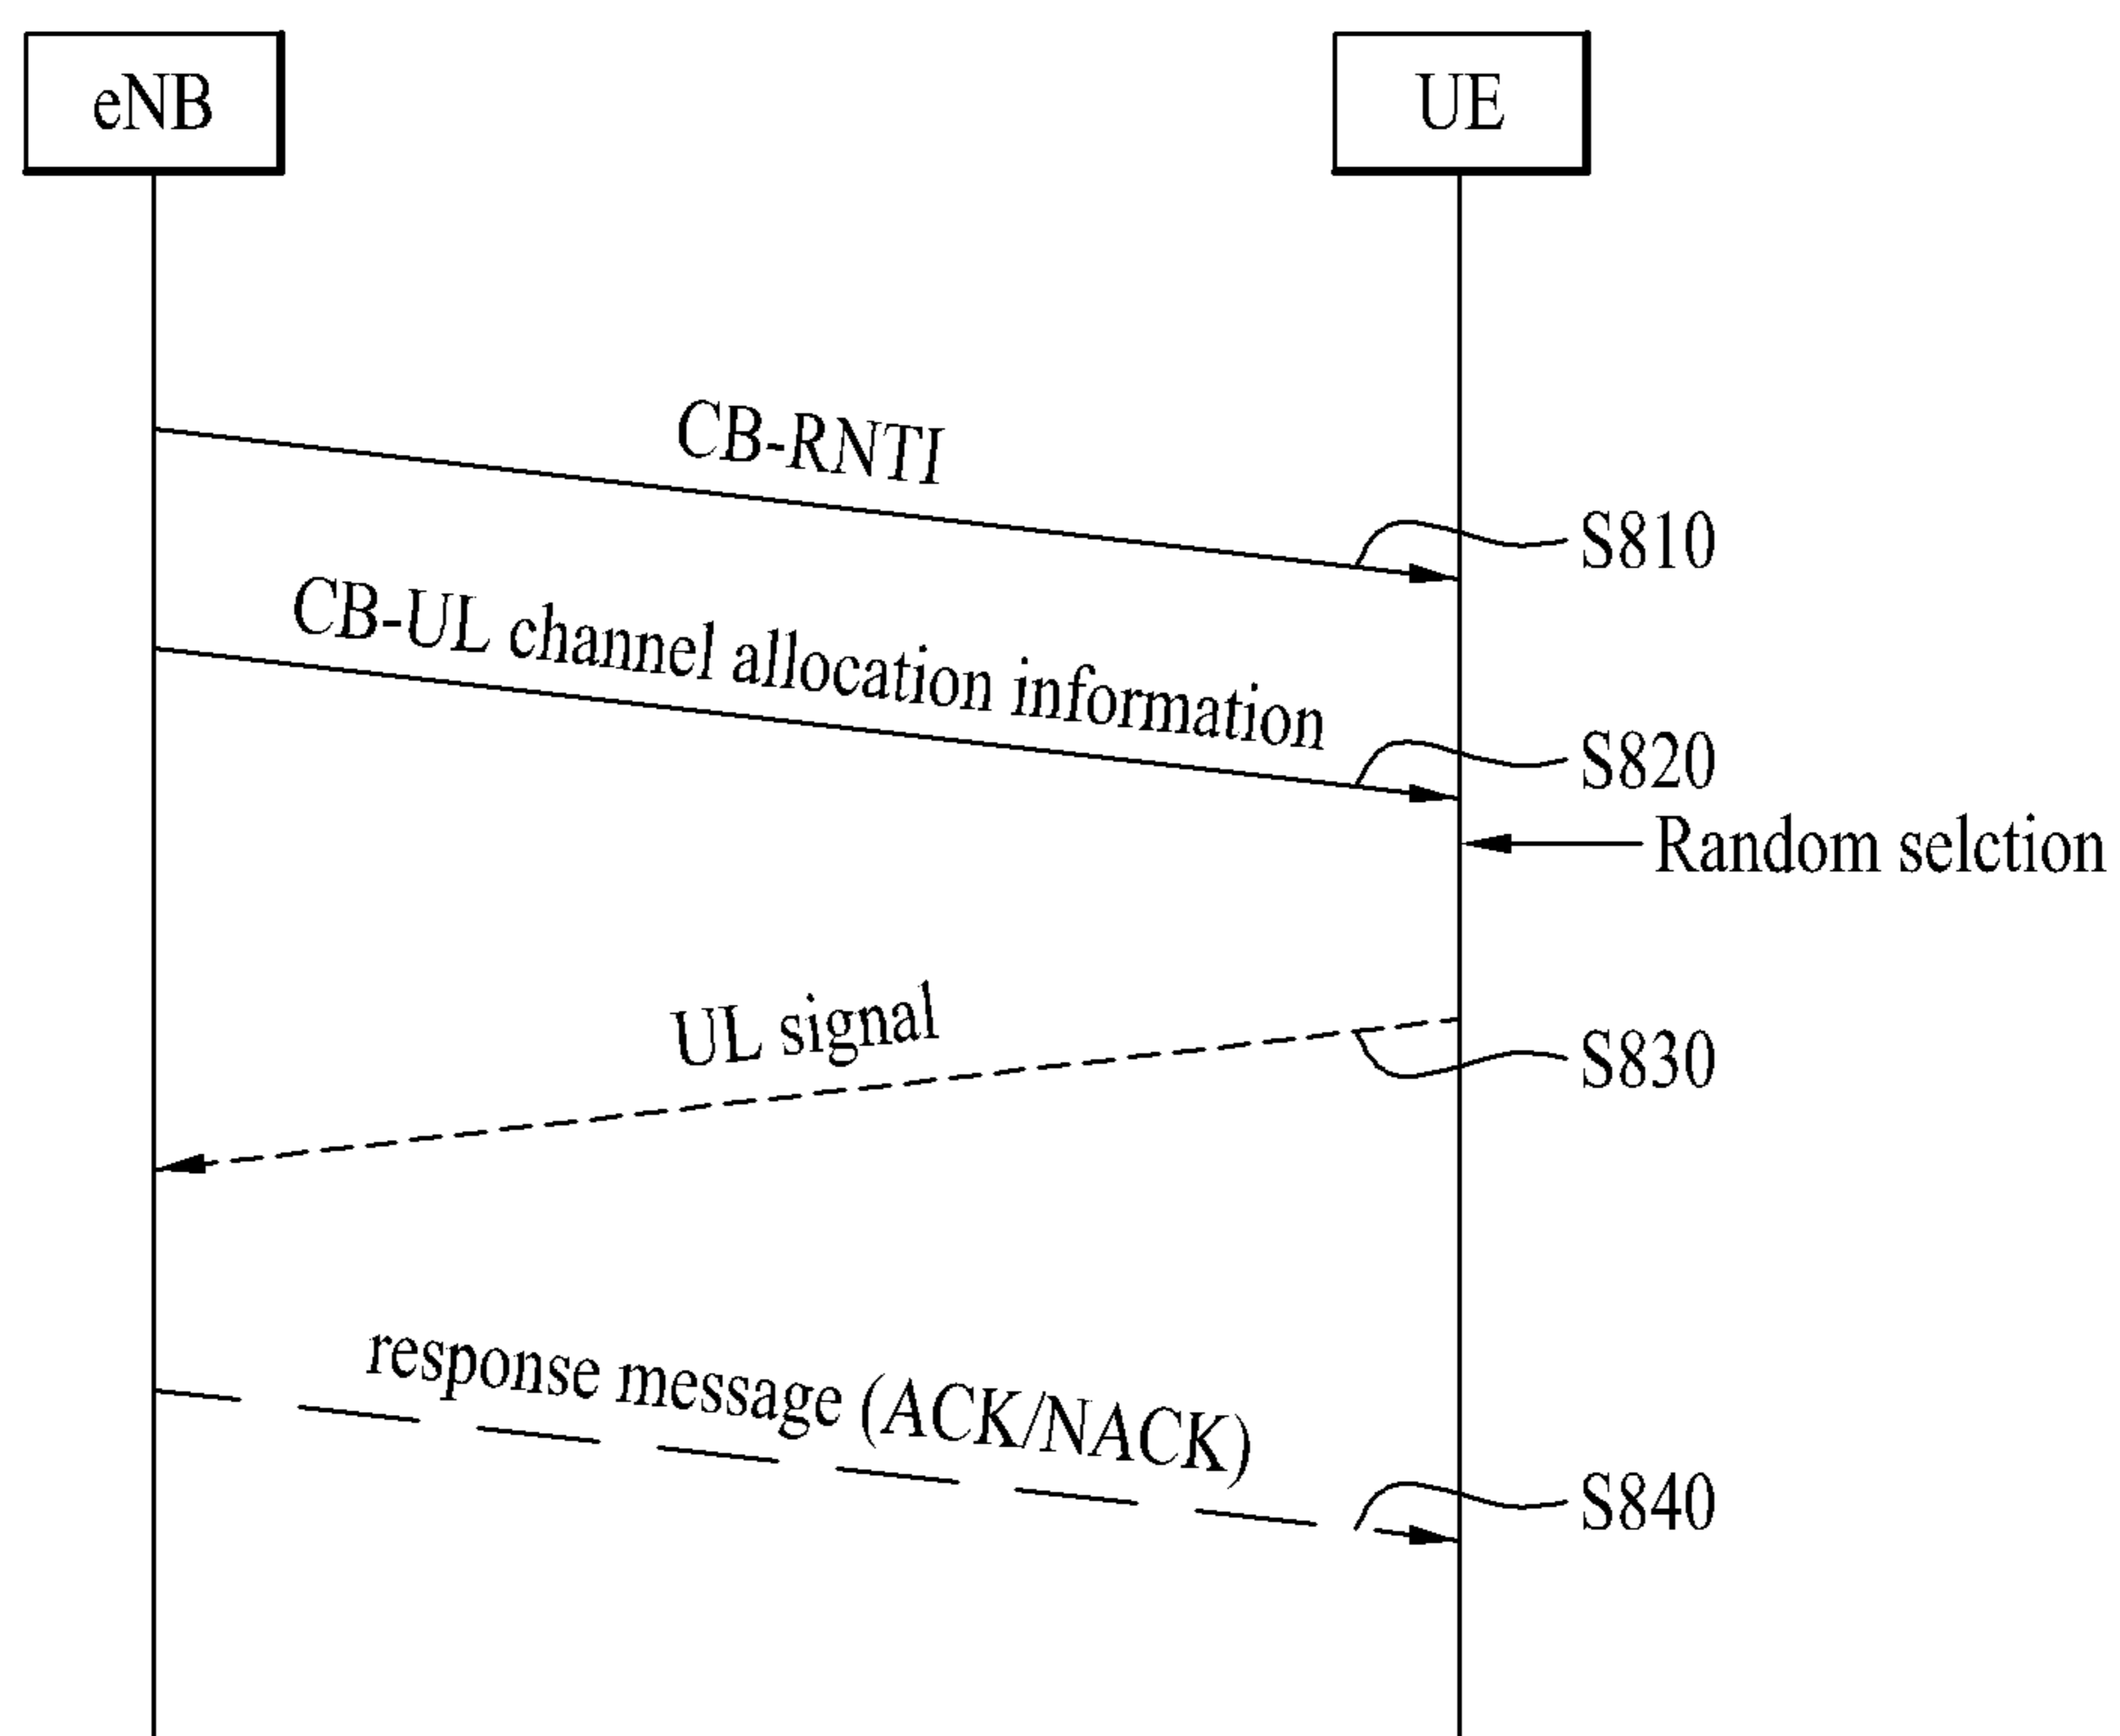 eNB
UE
CB-RNTI
S810
CB-UL channel allocation information
S820
Random selction
UL signal
S830
response message (ACK/NACK)
S840